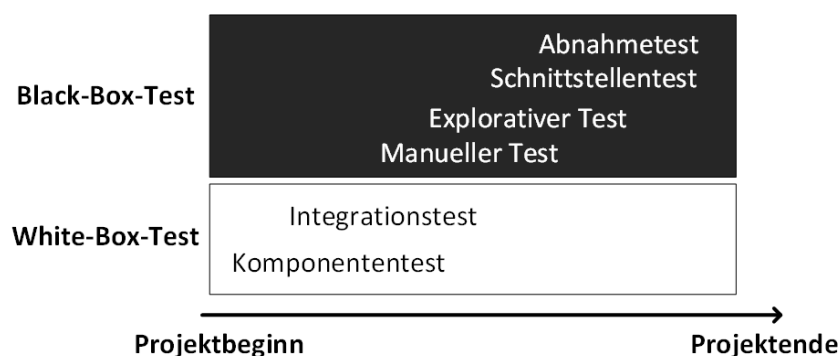 Abnahmetest
Schnittstellentest
Black-Box-Test
Explorativer Test
Manueller Test
Integrationstest
White-Box-Test
Komponententest
Projektbeginn
Projektende